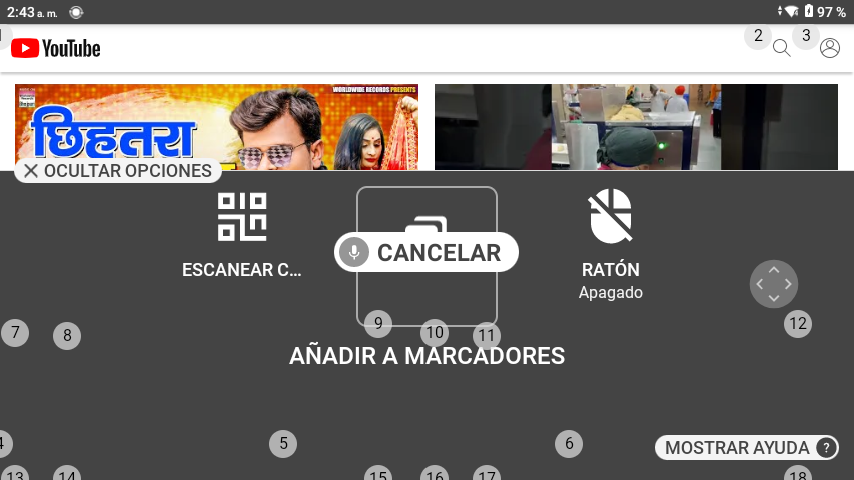 2:43 a. m.
97 %
2
3
YouTube
WORLDWIDE RECORDS PRESENTS
छिहतरा
OCULTAR OPCIONES
ESCANEAR C...
CANCELAR
RATÓN
Apagado
7
8
9
10
11
12
AÑADIR A MARCADORES
4
5
6
MOSTRAR AYUDA ?
13
14
15
16
17
18